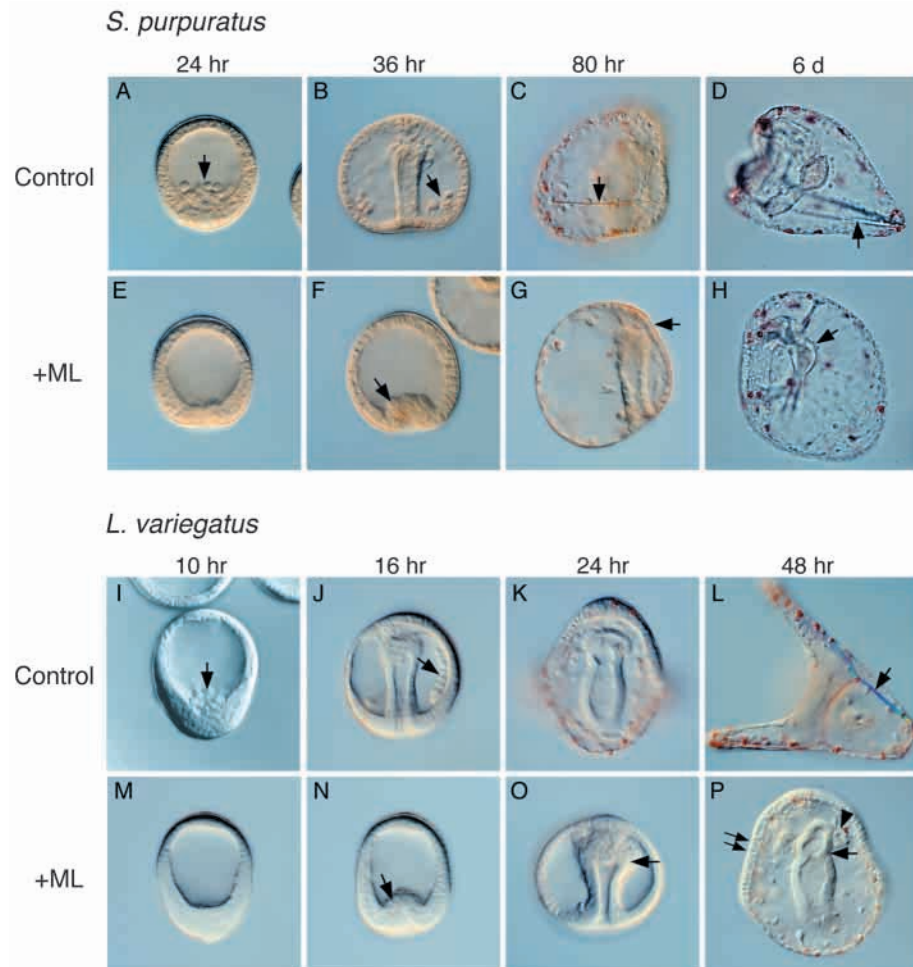 S. purpuratus
24 hr 36 hr 80 hr 6 d
Control
A B C D
+ML
E F G H
L. variegatus
10 hr 16 hr 24 hr 48 hr
Control
I J K L
+ML
M N O P